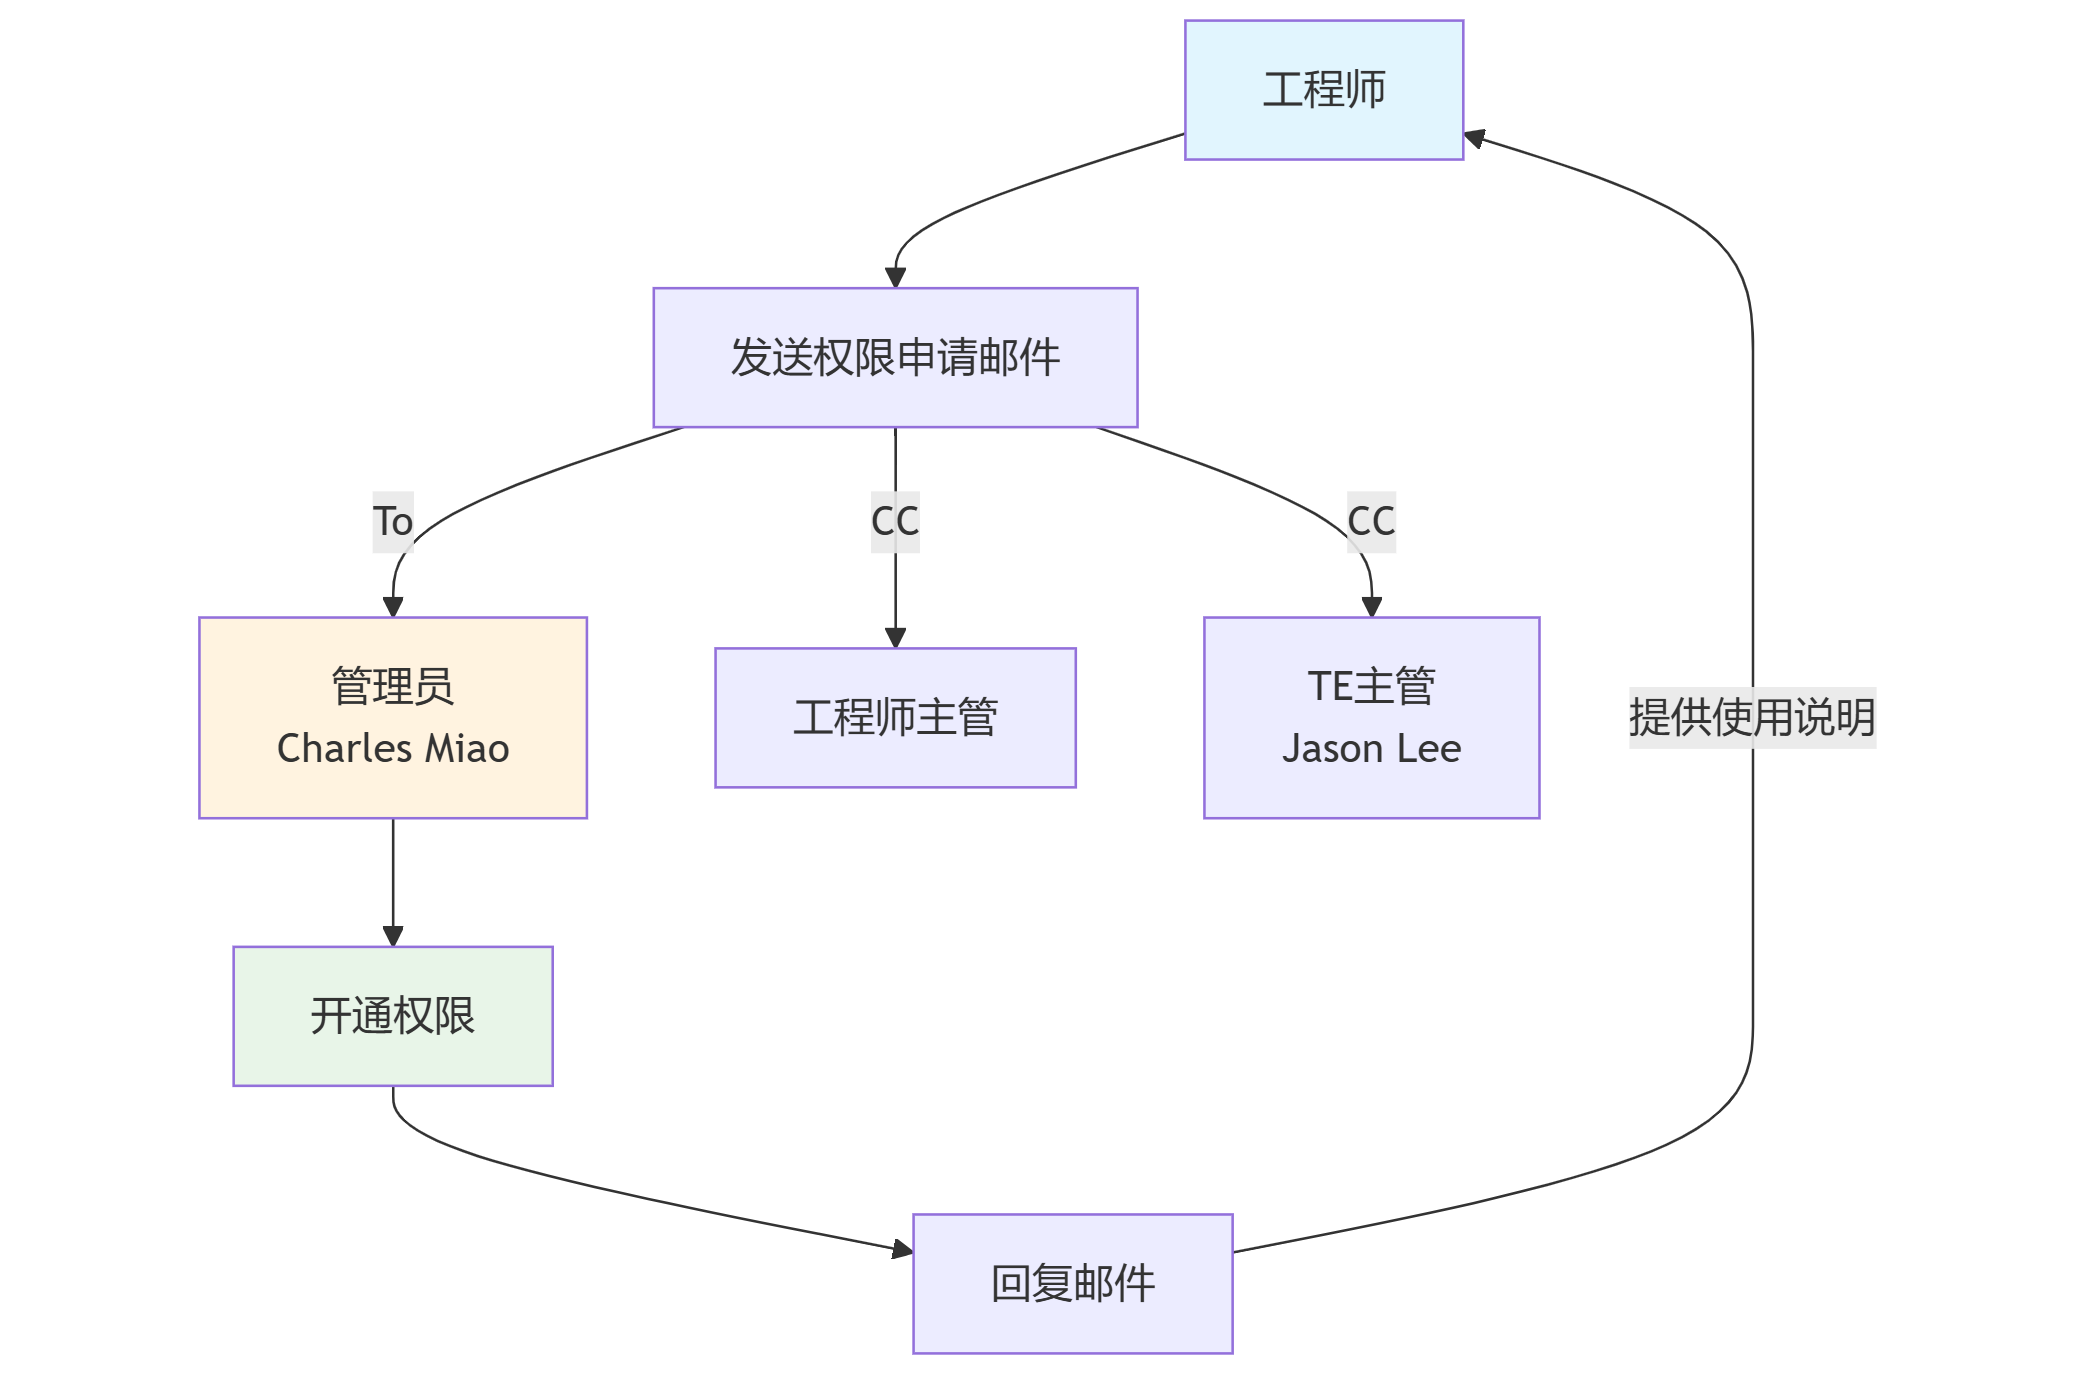 工程师
发送权限申请邮件
To
CC
CC
管理员
Charles Miao
工程师主管
TE主管
Jason Lee
提供使用说明
开通权限
回复邮件